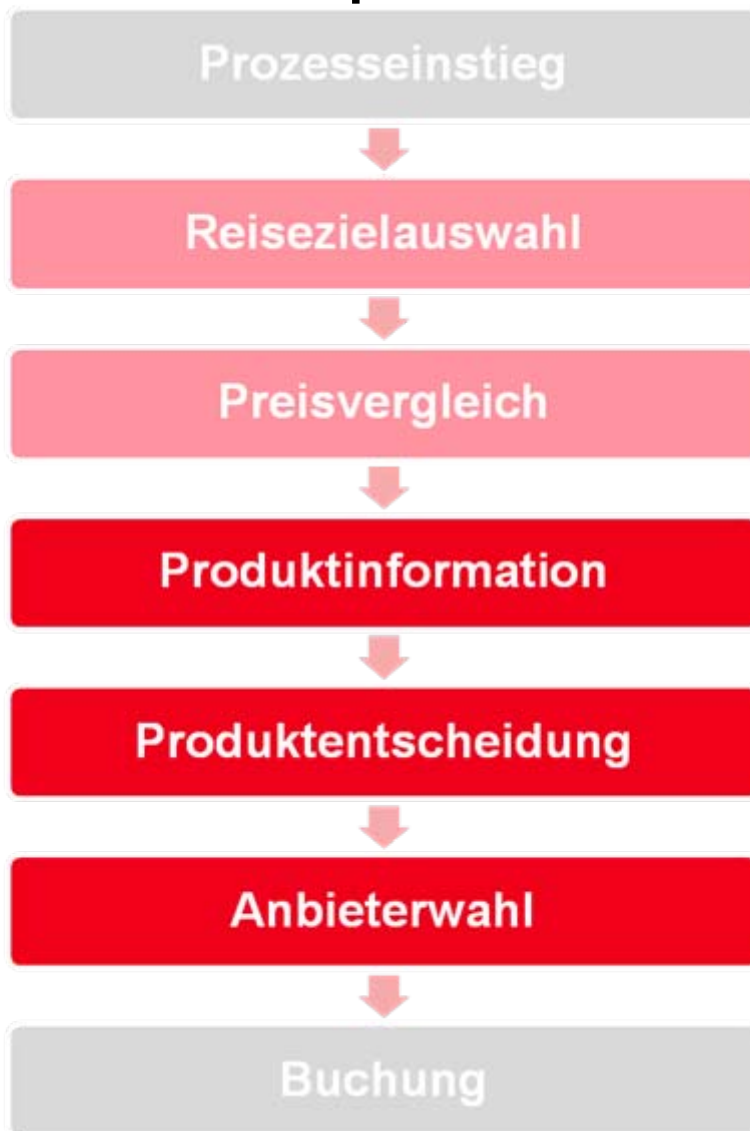 Prozesseinstieg
Reisezielauswahl
Preisvergleich
Produktinformation
Produktentscheidung
Anbieterwahl
Buchung